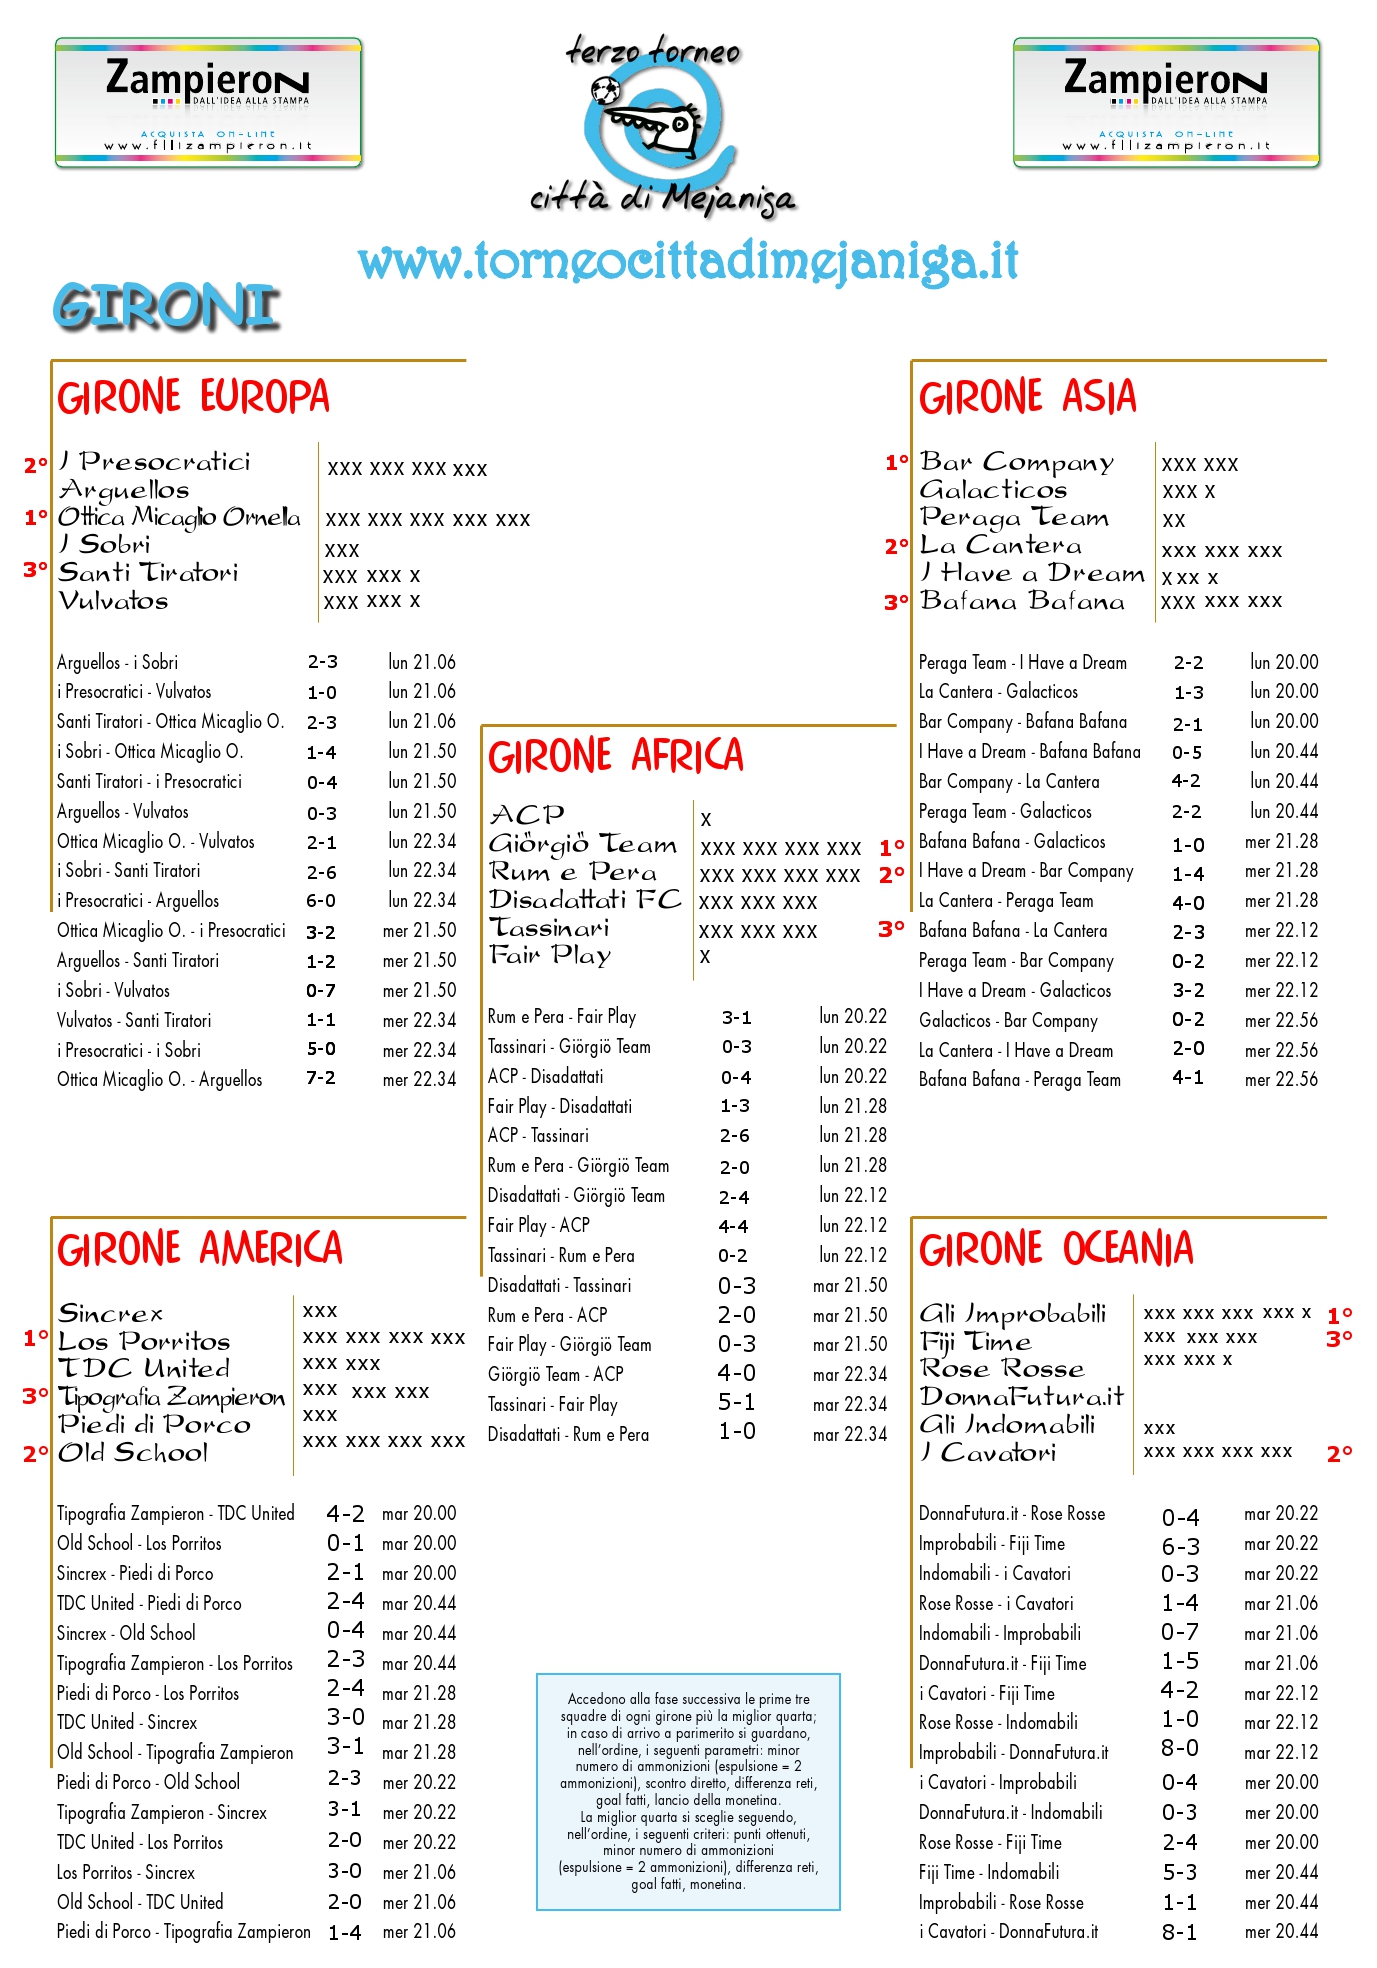 Zampieron
DALL'IDEA ALLA STAMPA
ACQUISTA ON-LINE
www.fllizampieron.it
terzo torneo
città di Mejaniga
Zampieron
DALL'IDEA ALLA STAMPA
ACQUISTA ON-LINE
www.fllizampieron.it
www.torneocittadimejaniga.it
GIRONI
GIRONE EUROPA
2° I Presocratici xxx xxx xxx xxx
Arguellos
1° Ottica Micaglio Ornella xxx xxx xxx xxx xxx
I Sobri xxx
3° Santi Tiratori xxx xxx x
Vulvatos xxx xxx x
Arguellos - i Sobri 2-3 lun 21.06
i Presocratici - Vulvatos 1-0 lun 21.06
Santi Tiratori - Ottica Micaglio O. 2-3 lun 21.06
i Sobri - Ottica Micaglio O. 1-4 lun 21.50
Santi Tiratori - i Presocratici 0-4 lun 21.50
Arguellos - Vulvatos 0-3 lun 21.50
Ottica Micaglio O. - Vulvatos 2-1 lun 22.34
i Sobri - Santi Tiratori 2-6 lun 22.34
i Presocratici - Arguellos 6-0 lun 22.34
Ottica Micaglio O. - i Presocratici 3-2 mer 21.50
Arguellos - Santi Tiratori 1-2 mer 21.50
i Sobri - Vulvatos 0-7 mer 21.50
Vulvatos - Santi Tiratori 1-1 mer 22.34
i Presocratici - i Sobri 5-0 mer 22.34
Ottica Micaglio O. - Arguellos 7-2 mer 22.34
GIRONE ASIA
1° Bar Company xxx xxx
Galacticos xxx x
Peraga Team xx
2° La Cantera xxx xxx xxx
I Have a Dream x xx x
3° Bafana Bafana xxx xxx xxx
Peraga Team - I Have a Dream 2-2 lun 20.00
La Cantera - Galacticos 1-3 lun 20.00
Bar Company - Bafana Bafana 2-1 lun 20.00
I Have a Dream - Bafana Bafana 0-5 lun 20.44
Bar Company - La Cantera 4-2 lun 20.44
Peraga Team - Galacticos 2-2 lun 20.44
Bafana Bafana - Galacticos 1-0 mer 21.28
I Have a Dream - Bar Company 1-4 mer 21.28
La Cantera - Peraga Team 4-0 mer 21.28
Bafana Bafana - La Cantera 2-3 mer 22.12
Peraga Team - Bar Company 0-2 mer 22.12
I Have a Dream - Galacticos 3-2 mer 22.12
Galacticos - Bar Company 0-2 mer 22.56
La Cantera - I Have a Dream 2-0 mer 22.56
Bafana Bafana - Peraga Team 4-1 mer 22.56
GIRONE AFRICA
ACP x
Giörgiö Team xxx xxx xxx xxx 1°
Rum e Pera xxx xxx xxx xxx 2°
Disadattati FC xxx xxx xxx
Tassinari xxx xxx xxx 3°
Fair Play x
Rum e Pera - Fair Play 3-1 lun 20.22
Tassinari - Giörgiö Team 0-3 lun 20.22
ACP - Disadattati 0-4 lun 20.22
Fair Play - Disadattati 1-3 lun 21.28
ACP - Tassinari 2-6 lun 21.28
Rum e Pera - Giörgiö Team 2-0 lun 21.28
Disadattati - Giörgiö Team 2-4 lun 22.12
Fair Play - ACP 4-4 lun 22.12
Tassinari - Rum e Pera 0-2 lun 22.12
Disadattati - Tassinari 0-3 mar 21.50
Rum e Pera - ACP 2-0 mar 21.50
Fair Play - Giörgiö Team 0-3 mar 21.50
Giörgiö Team - ACP 4-0 mar 22.34
Tassinari - Fair Play 5-1 mar 22.34
Disadattati - Rum e Pera 1-0 mar 22.34
GIRONE AMERICA
Sincrex xxx
1° Los Porritos xxx xxx xxx xxx
TDC United xxx xxx
3° Tipografia Zampieron xxx xxx xxx
Piedi di Porco xxx
2° Old School xxx xxx xxx xxx
Tipografia Zampieron - TDC United 4-2 mar 20.00
Old School - Los Porritos 0-1 mar 20.00
Sincrex - Piedi di Porco 2-1 mar 20.00
TDC United - Piedi di Porco 2-4 mar 20.44
Sincrex - Old School 0-4 mar 20.44
Tipografia Zampieron - Los Porritos 2-3 mar 20.44
Piedi di Porco - Los Porritos 2-4 mar 21.28
TDC United - Sincrex 3-0 mar 21.28
Old School - Tipografia Zampieron 3-1 mar 21.28
Piedi di Porco - Old School 2-3 mer 20.22
Tipografia Zampieron - Sincrex 3-1 mer 20.22
TDC United - Los Porritos 2-0 mer 20.22
Los Porritos - Sincrex 3-0 mer 21.06
Old School - TDC United 2-0 mer 21.06
Piedi di Porco - Tipografia Zampieron 1-4 mer 21.06
Accedono alla fase successiva le prime tre
squadre di ogni girone più la miglior quarta;
in caso di arrivo a parimerito si guardano,
nell'ordine, i seguenti parametri: minor
numero di ammonizioni (espulsione = 2
ammonizioni), scontro diretto, differenza reti,
goal fatti, lancio della monetina.
La miglior quarta si sceglie seguendo,
nell'ordine, i seguenti criteri: punti ottenuti,
minor numero di ammonizioni
(espulsione = 2 ammonizioni), differenza reti,
goal fatti, monetina.
GIRONE OCEANIA
Gli Improbabili xxx xxx xxx xxx x 1°
Fiji Time xxx xxx xxx 3°
Rose Rosse xxx xxx x
DonnaFutura.it
Gli Indomabili xxx
I Cavatori xxx xxx xxx xxx 2°
DonnaFutura.it - Rose Rosse 0-4 mar 20.22
Improbabili - Fiji Time 6-3 mar 20.22
Indomabili - i Cavatori 0-3 mar 20.22
Rose Rosse - i Cavatori 1-4 mar 21.06
Indomabili - Improbabili 0-7 mar 21.06
DonnaFutura.it - Fiji Time 1-5 mar 21.06
i Cavatori - Fiji Time 4-2 mar 22.12
Rose Rosse - Indomabili 1-0 mar 22.12
Improbabili - DonnaFutura.it 8-0 mar 22.12
i Cavatori - Improbabili 0-4 mer 20.00
DonnaFutura.it - Indomabili 0-3 mer 20.00
Rose Rosse - Fiji Time 2-4 mer 20.00
Fiji Time - Indomabili 5-3 mer 20.44
Improbabili - Rose Rosse 1-1 mer 20.44
i Cavatori - DonnaFutura.it 8-1 mer 20.44